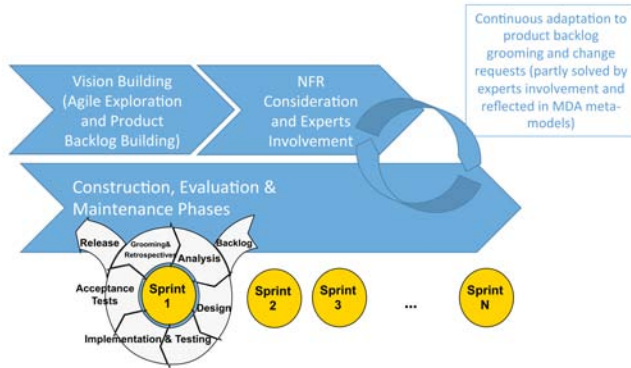 Continuous adaptation to
product backlog
grooming and change
requests (partly solved by
experts involvement and
reflected in MDA meta-
models)
Vision Building
(Agile Exploration
and Product
Backlog Building)
NFR
Consideration
and Experts
Involvement
Construction, Evaluation &
Maintenance Phases
Release
Grooming&
Retrospectives
Analysis
Backlog
Acceptance
Tests
Sprint
1
Design
Implementation & Testing
Sprint
2
Sprint
3
...
Sprint
N